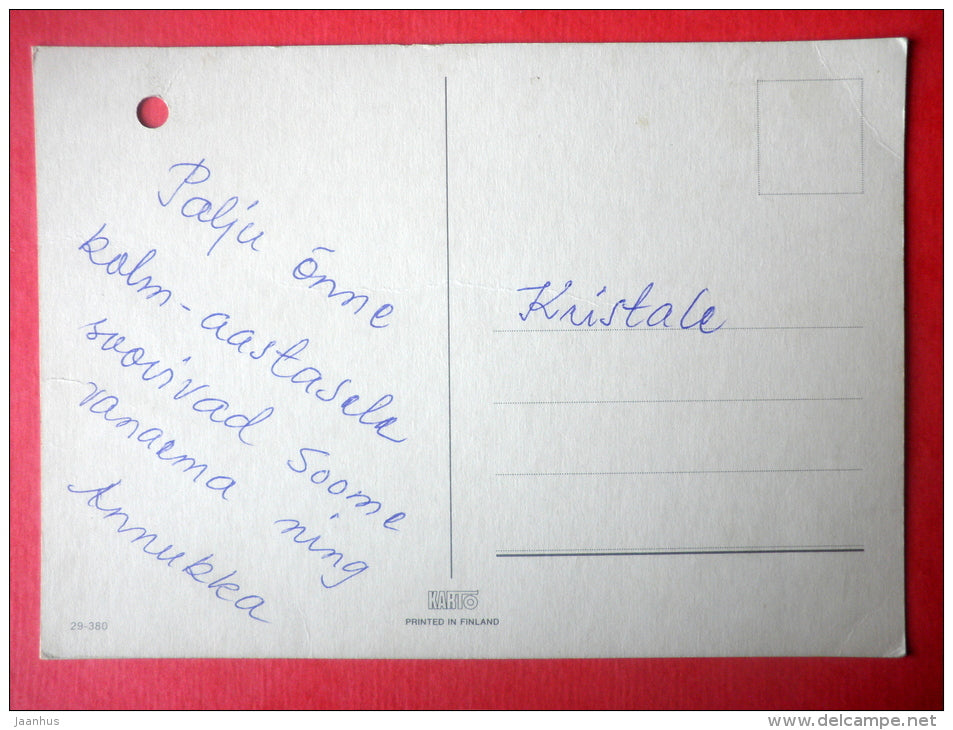 Palju õnne
kolm-aastasele
soovivad Soome
vanaema ning
Annukka
Kristale
29-380
KARTO
PRINTED IN FINLAND
Jaanhus
www.delcampe.net